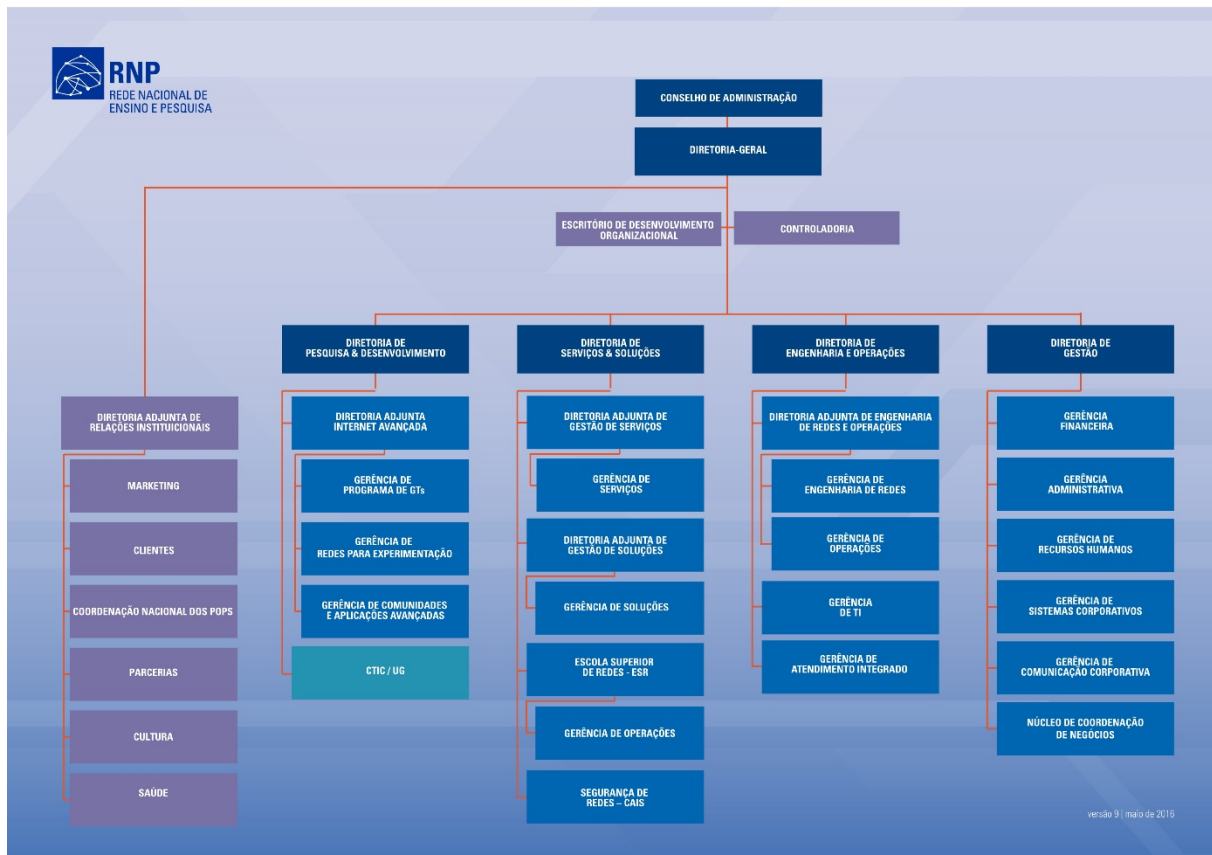 RNP
REDE NACIONAL DE
ENSINO E PESQUISA
CONSELHO DE ADMINISTRAÇÃO
DIRETORIA-GERAL
ESCRITÓRIO DE DESENVOLVIMENTO
ORGANIZACIONAL
CONTROLADORIA
DIRETORIA ADJUNTA DE
RELAÇÕES INSTITUICIONAIS
MARKETING
CLIENTES
COORDENAÇÃO NACIONAL DOS POPS
PARCERIAS
CULTURA
SAÚDE
DIRETORIA DE
PESQUISA & DESENVOLVIMENTO
DIRETORIA ADJUNTA
INTERNET AVANÇADA
GERÊNCIA DE
PROGRAMA DE GTs
GERÊNCIA DE
REDES PARA EXPERIMENTAÇÃO
GERÊNCIA DE COMUNIDADES
E APLICAÇÕES AVANÇADAS
CTIC / UG
DIRETORIA DE
SERVIÇOS & SOLUÇÕES
DIRETORIA ADJUNTA DE
GESTÃO DE SERVIÇOS
GERÊNCIA DE
SERVIÇOS
DIRETORIA ADJUNTA DE
GESTÃO DE SOLUÇÕES
GERÊNCIA DE SOLUÇÕES
ESCOLA SUPERIOR
DE REDES - ESR
GERÊNCIA DE OPERAÇÕES
SEGURANÇA DE
REDES – CAIS
DIRETORIA DE
ENGENHARIA E OPERAÇÕES
DIRETORIA ADJUNTA DE ENGENHARIA
DE REDES E OPERAÇÕES
GERÊNCIA DE
ENGENHARIA DE REDES
GERÊNCIA DE
OPERAÇÕES
GERÊNCIA
DE TI
GERÊNCIA DE
ATENDIMENTO INTEGRADO
DIRETORIA DE
GESTÃO
GERÊNCIA
FINANCEIRA
GERÊNCIA
ADMINISTRATIVA
GERÊNCIA DE
RECURSOS HUMANOS
GERÊNCIA DE
SISTEMAS CORPORATIVOS
GERÊNCIA DE
COMUNICAÇÃO CORPORATIVA
NÚCLEO DE COORDENAÇÃO
DE NEGÓCIOS
versão 9 | maio de 2016